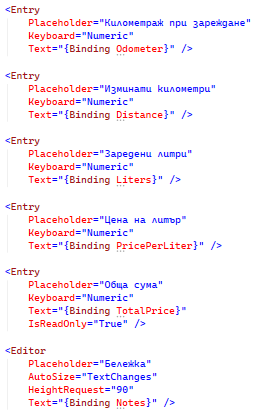 <Entry
Placeholder="Километраж при зареждане"
Keyboard="Numeric"
Text="{Binding Odometer}" />
<Entry
Placeholder="Изминати километри"
Keyboard="Numeric"
Text="{Binding Distance}" />
<Entry
Placeholder="Заредени литри"
Keyboard="Numeric"
Text="{Binding Liters}" />
<Entry
Placeholder="Цена на литър"
Keyboard="Numeric"
Text="{Binding PricePerLiter}" />
<Entry
Placeholder="Обща сума"
Keyboard="Numeric"
Text="{Binding TotalPrice}"
IsReadOnly="True" />
<Editor
Placeholder="Бележка"
AutoSize="TextChanges"
HeightRequest="90"
Text="{Binding Notes}" />